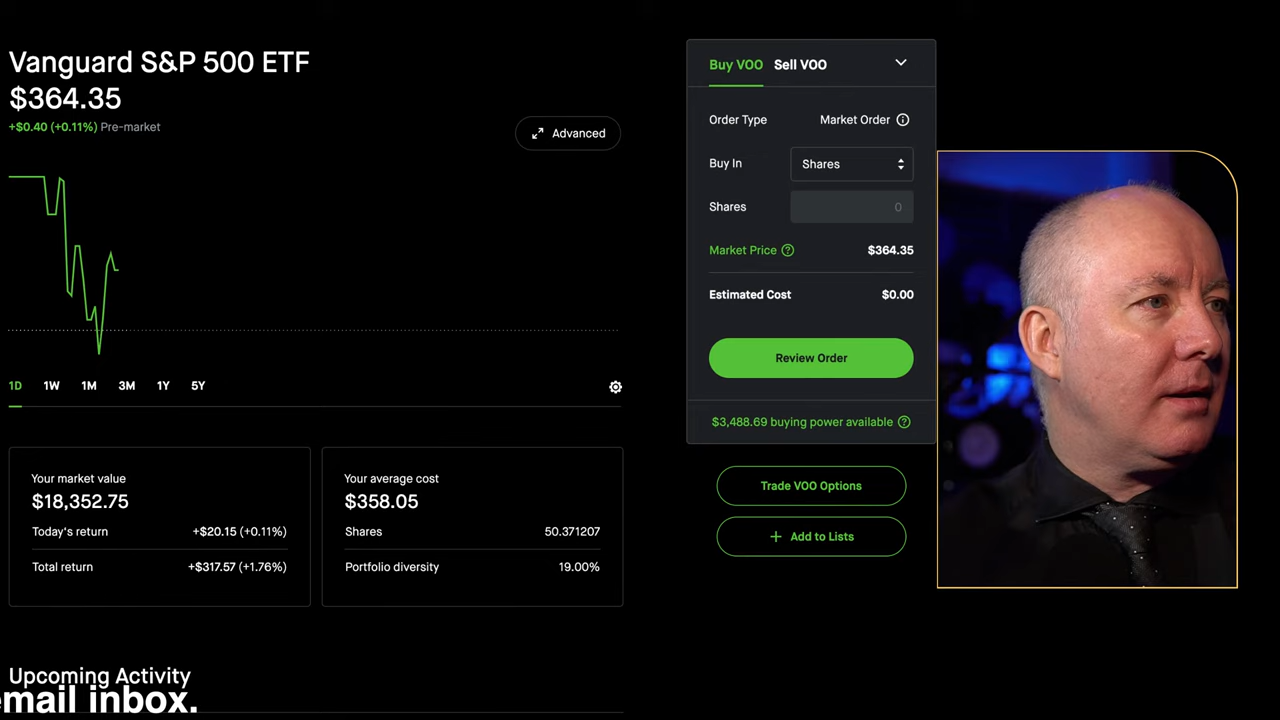 Vanguard S&P 500 ETF
$364.35
+$0.40 (+0.11%) Pre-market
Advanced
1D 1W 1M 3M 1Y 5Y
Your market value
$18,352.75
Today's return +$20.15 (+0.11%)
Total return +$317.57 (+1.76%)
Your average cost
$358.05
Shares 50.371207
Portfolio diversity 19.00%
Upcoming Activity
email inbox.
Buy VOO Sell VOO
Order Type Market Order
Buy In Shares
Shares 0
Market Price $364.35
Estimated Cost $0.00
Review Order
$3,488.69 buying power available
Trade VOO Options
+ Add to Lists